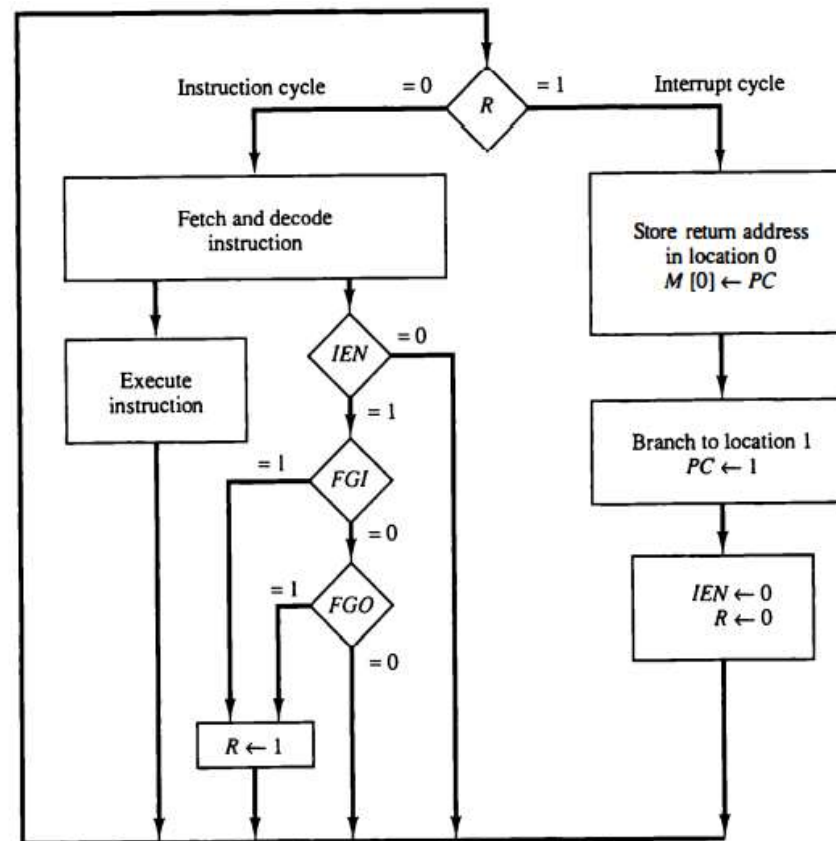 Instruction cycle
= 0
R
= 1
Interrupt cycle
Fetch and decode
instruction
Store return address
in location 0
M [0] ← PC
IEN
= 0
Execute
instruction
= 1
Branch to location 1
PC ← 1
= 1
FGI
= 0
= 1
FGO
IEN ← 0
R ← 0
= 0
R ← 1